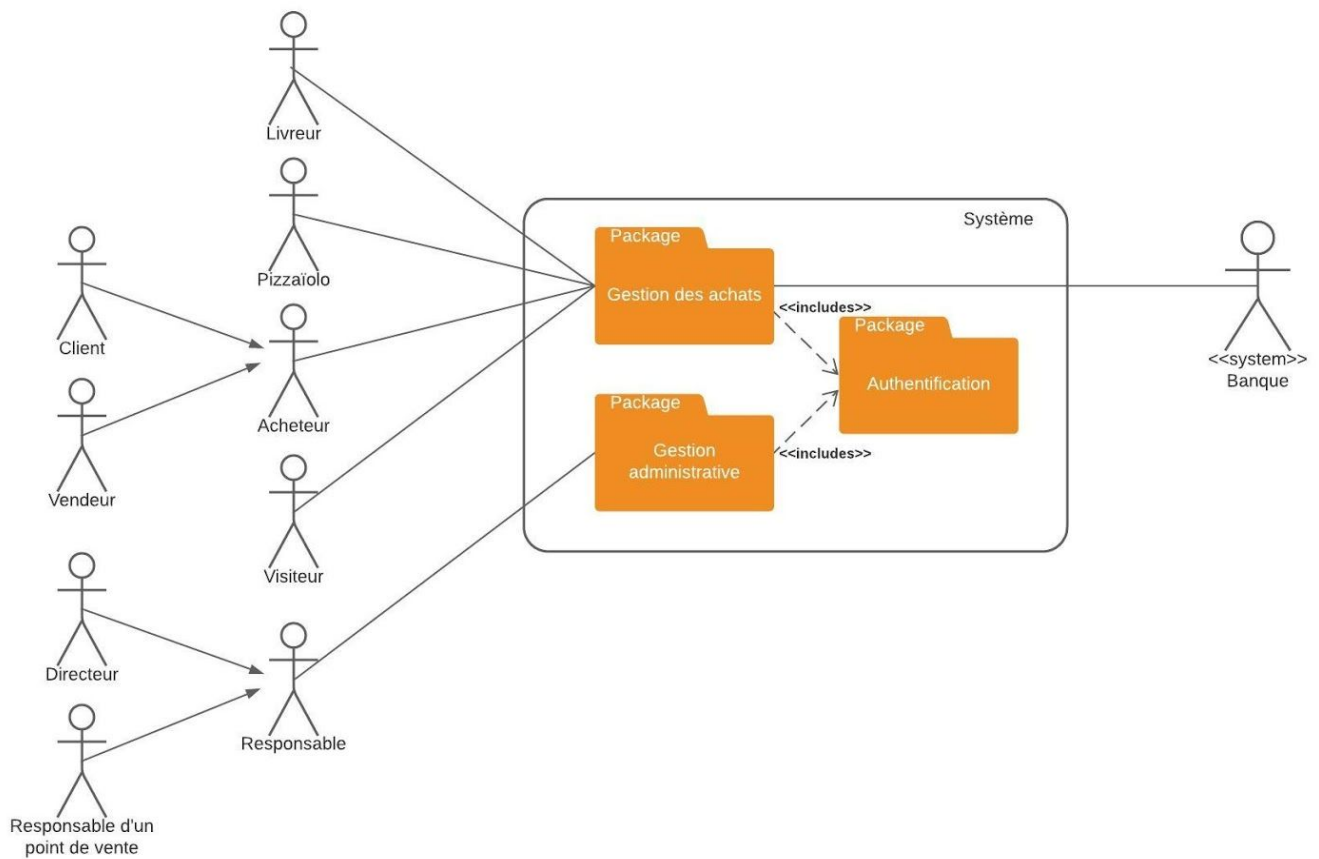 Livreur
Système
Package
Gestion des achats
Pizzaïolo
<<includes>>
Package
Client
<<system>>
Banque
Authentification
Package
Acheteur
Gestion
administrative
<<includes>>
Vendeur
Visiteur
Directeur
Responsable
Responsable d'un
point de vente